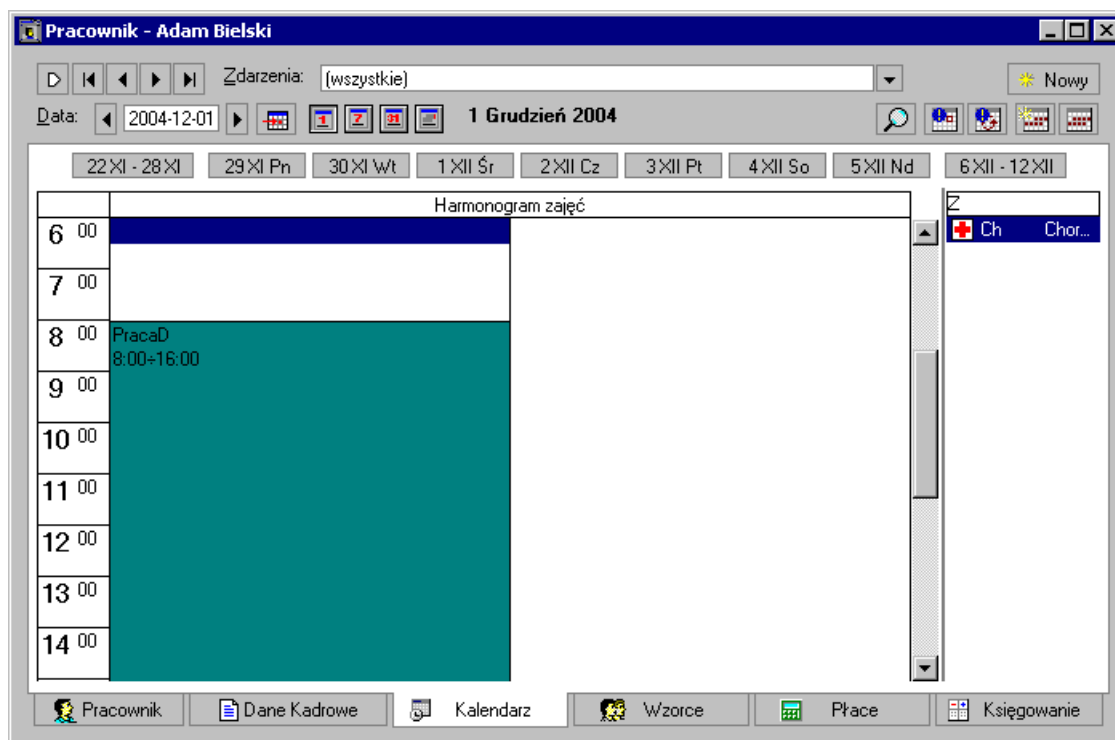 Pracownik - Adam Bielski
Zdarzenia: (wszystkie) Nowy
Data: 2004-12-01 1 7 31 1 Grudzień 2004
22 XI - 28 XI 29 XI Pn 30 XI Wt 1 XII Śr 2 XII Cz 3 XII Pt 4 XII So 5 XII Nd 6 XII - 12 XII
Harmonogram zajęć Z
6 00 Ch Chor...
7 00
8 00 PracaD
8:00÷16:00
9 00
10 00
11 00
12 00
13 00
14 00
Pracownik Dane Kadrowe Kalendarz Wzorce Płace Księgowanie